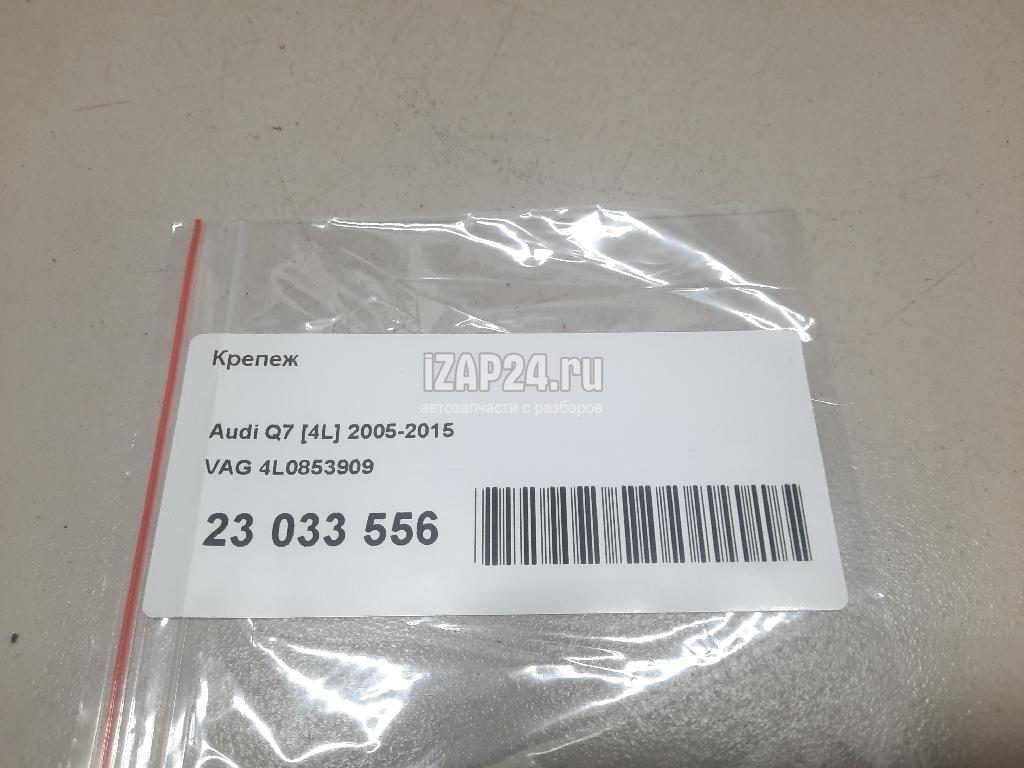 Крепеж
iZAP24.ru
автозапчасти с разборов
Audi Q7 [4L] 2005-2015
VAG 4L0853909
23 033 556